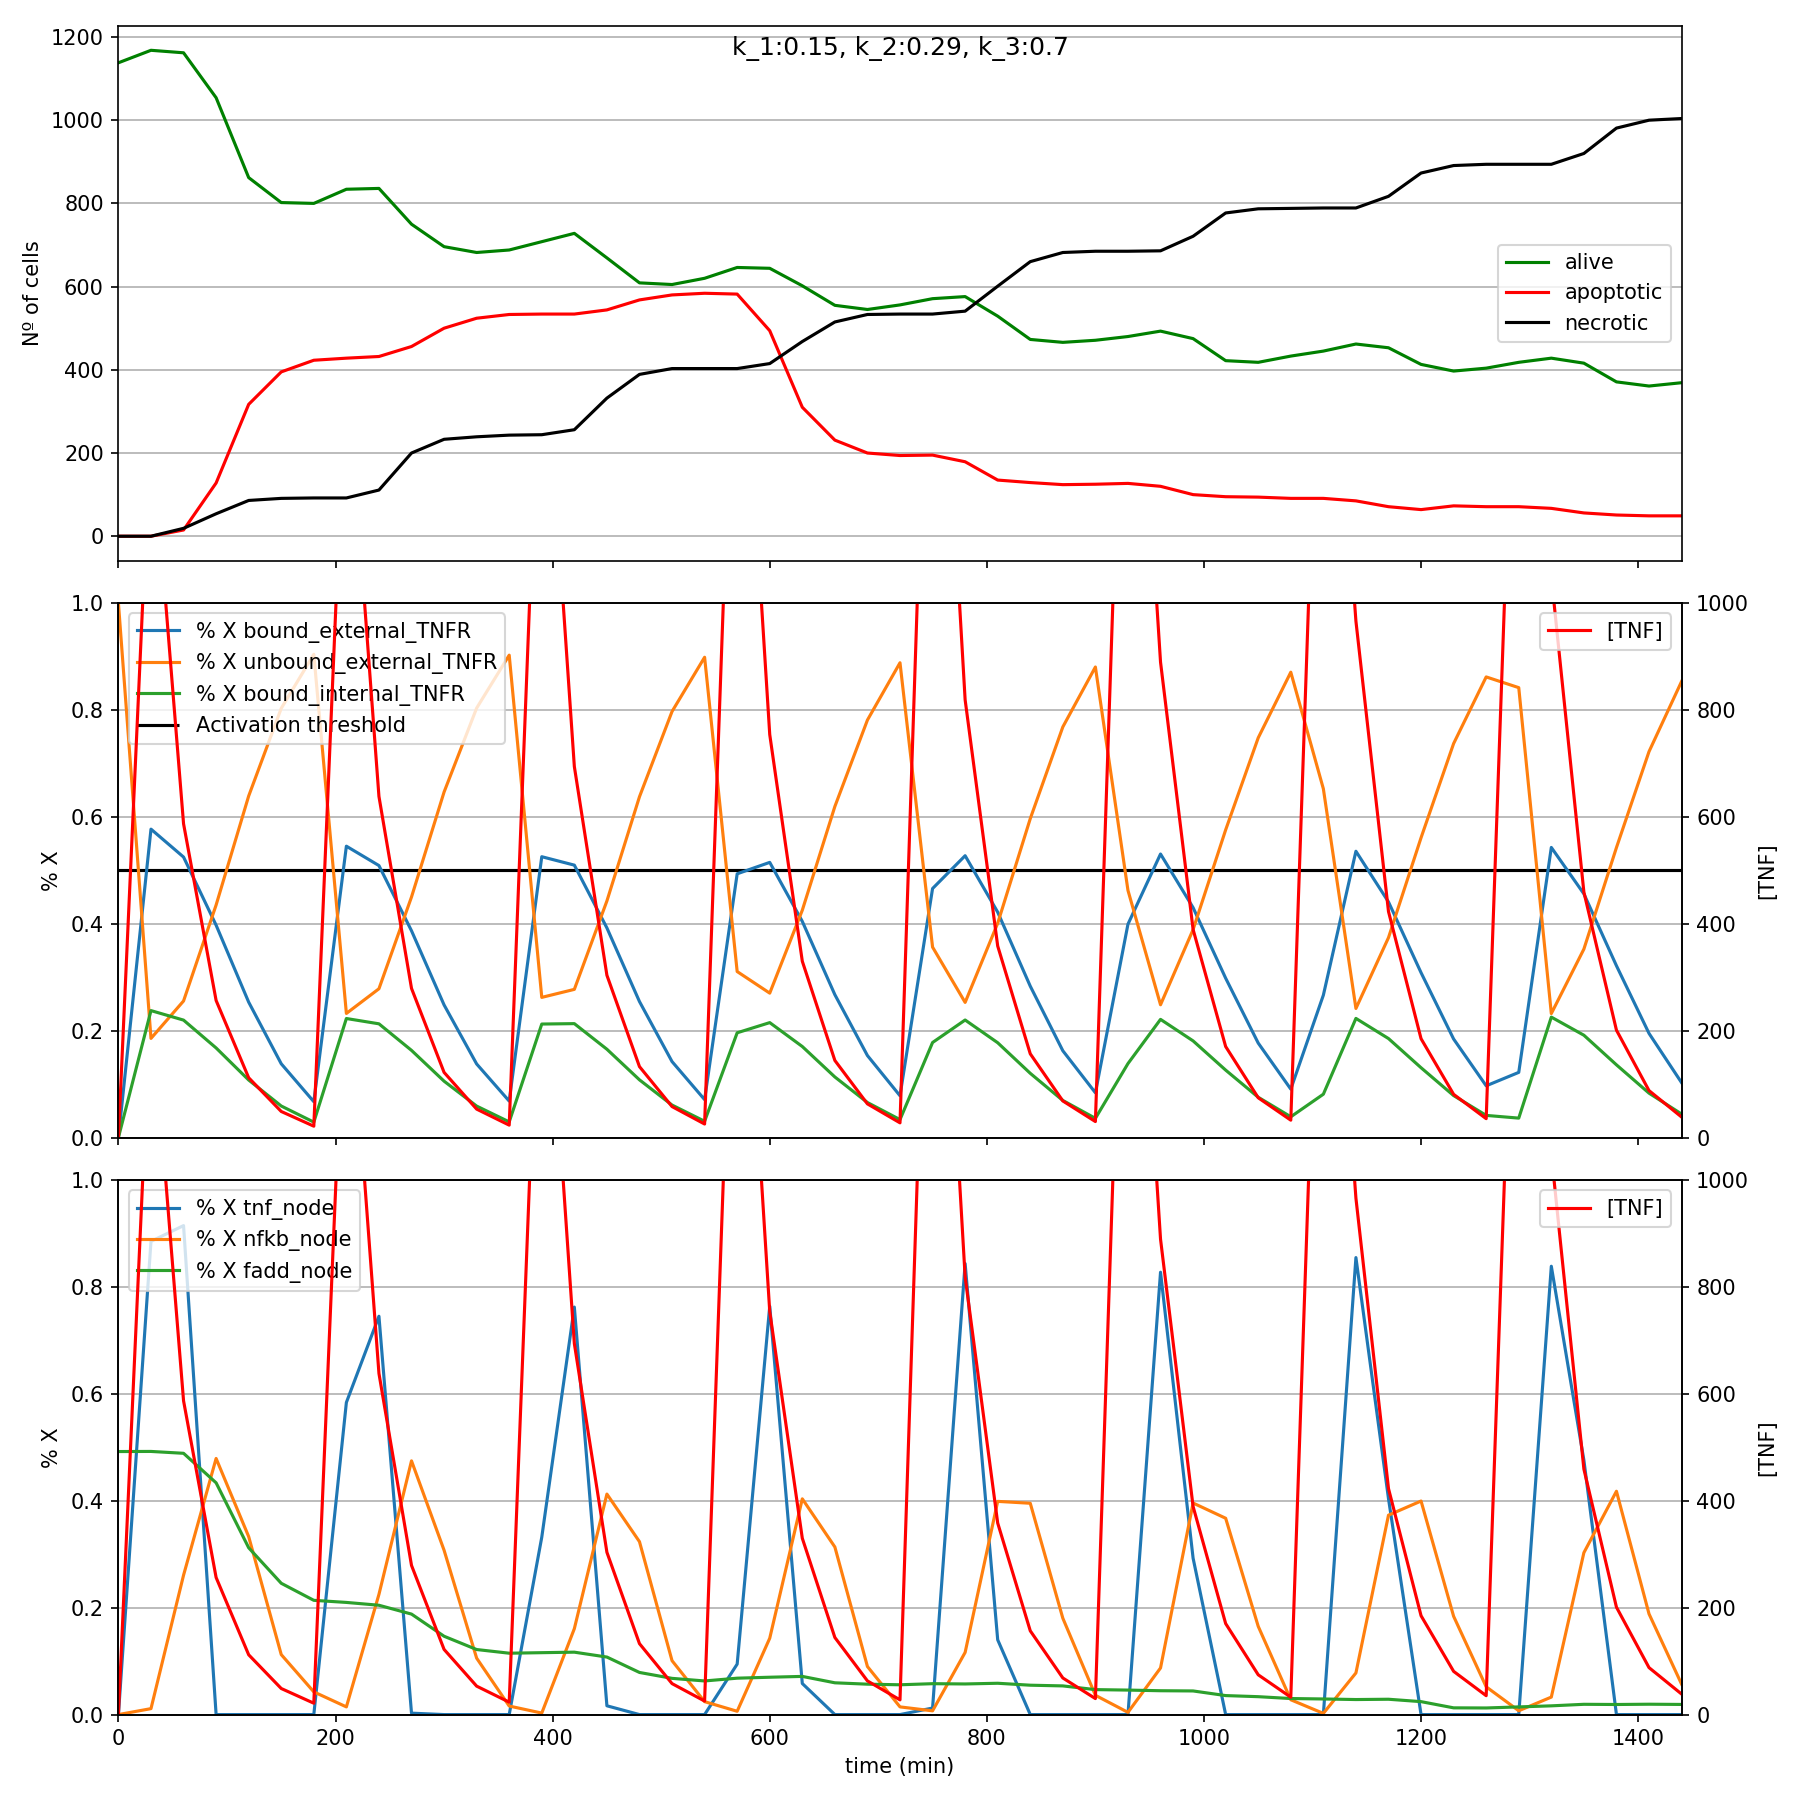 k_1:0.15, k_2:0.29, k_3:0.7
1200
1000
800
600
400
200
0
Nº of cells
alive
apoptotic
necrotic
1.0
0.8
0.6
0.4
0.2
0.0
% X
% X bound_external_TNFR
% X unbound_external_TNFR
% X bound_internal_TNFR
Activation threshold
[TNF]
1000
800
600
400
200
0
[TNF]
1.0
0.8
0.6
0.4
0.2
0.0
% X
% X tnf_node
% X nfkb_node
% X fadd_node
[TNF]
1000
800
600
400
200
0
[TNF]
0 200 400 600 800 1000 1200 1400
time (min)